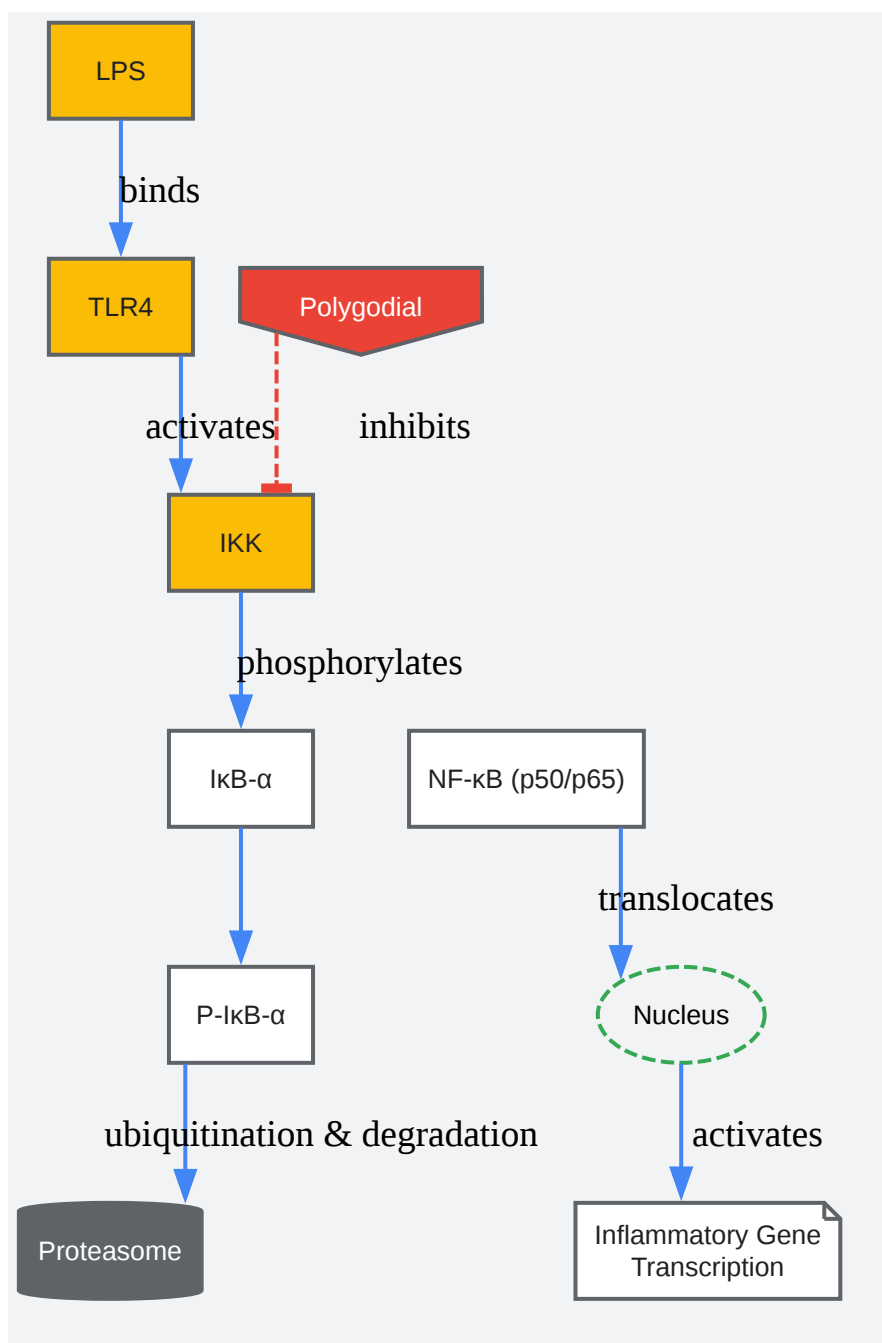 LPS
binds
TLR4
Polygodial
activates
inhibits
IKK
phosphorylates
IκB-α
NF-κB (p50/p65)
translocates
P-IκB-α
Nucleus
ubiquitination & degradation
activates
Proteasome
Inflammatory Gene
Transcription